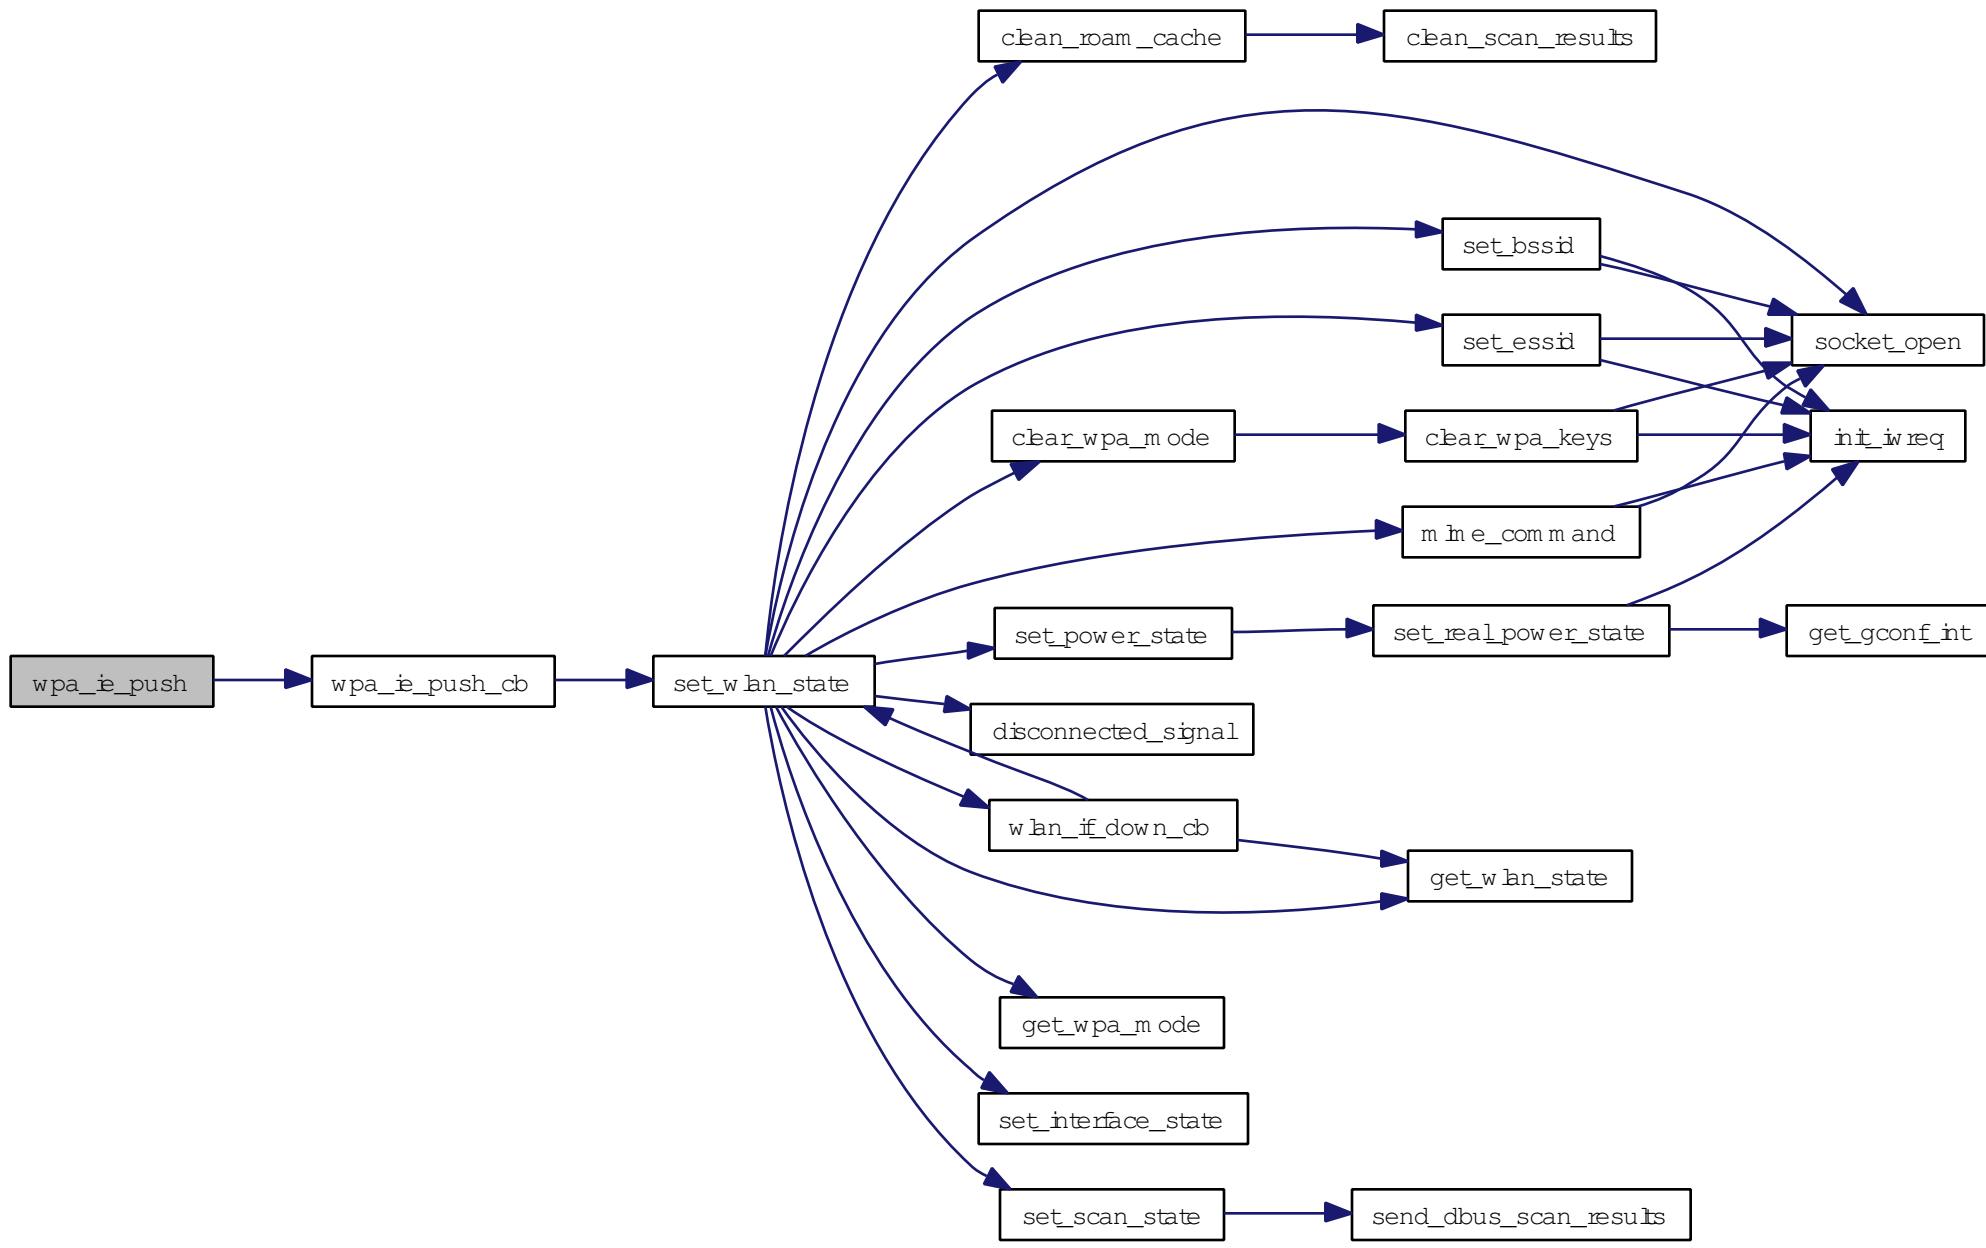 clean_roam_cache
clean_scan_results
set_bssid
set_essid
socket_open
clear_wpa_mode
clear_wpa_keys
init_iwreq
mlme_command
set_power_state
set_real_power_state
get_gconf_int
wpa_ie_push
wpa_ie_push_cb
set_wlan_state
disconnected_signal
wlan_if_down_cb
get_wlan_state
get_wpa_mode
set_interface_state
set_scan_state
send_dbus_scan_results